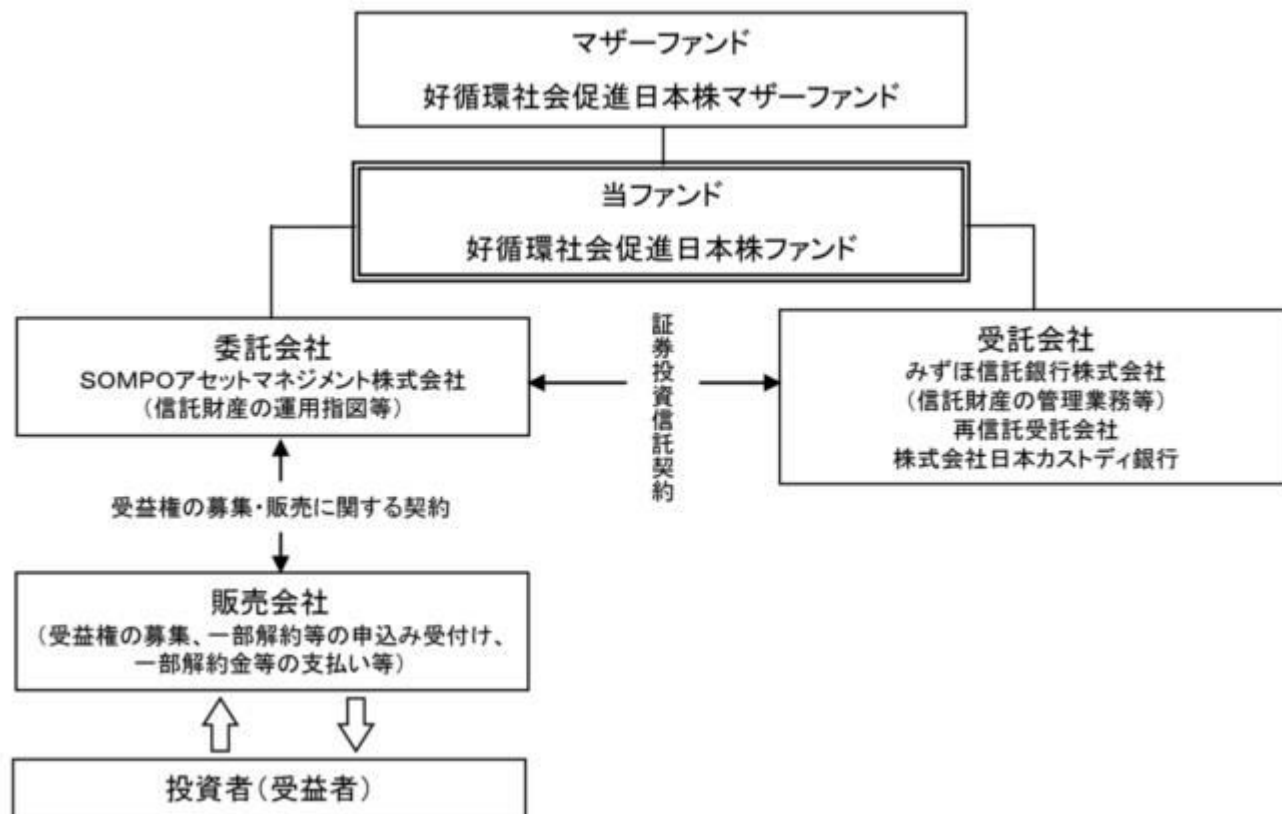 マザーファンド
好循環社会促進日本株マザーファンド
当ファンド
好循環社会促進日本株ファンド
委託会社
SOMPOアセットマネジメント株式会社
(信託財産の運用指図等)
証券投資信託契約
受託会社
みずほ信託銀行株式会社
(信託財産の管理業務等)
再信託受託会社
株式会社日本カストディ銀行
受益権の募集・販売に関する契約
販売会社
(受益権の募集、一部解約等の申込み受付け、
一部解約金等の支払い等)
投資者(受益者)